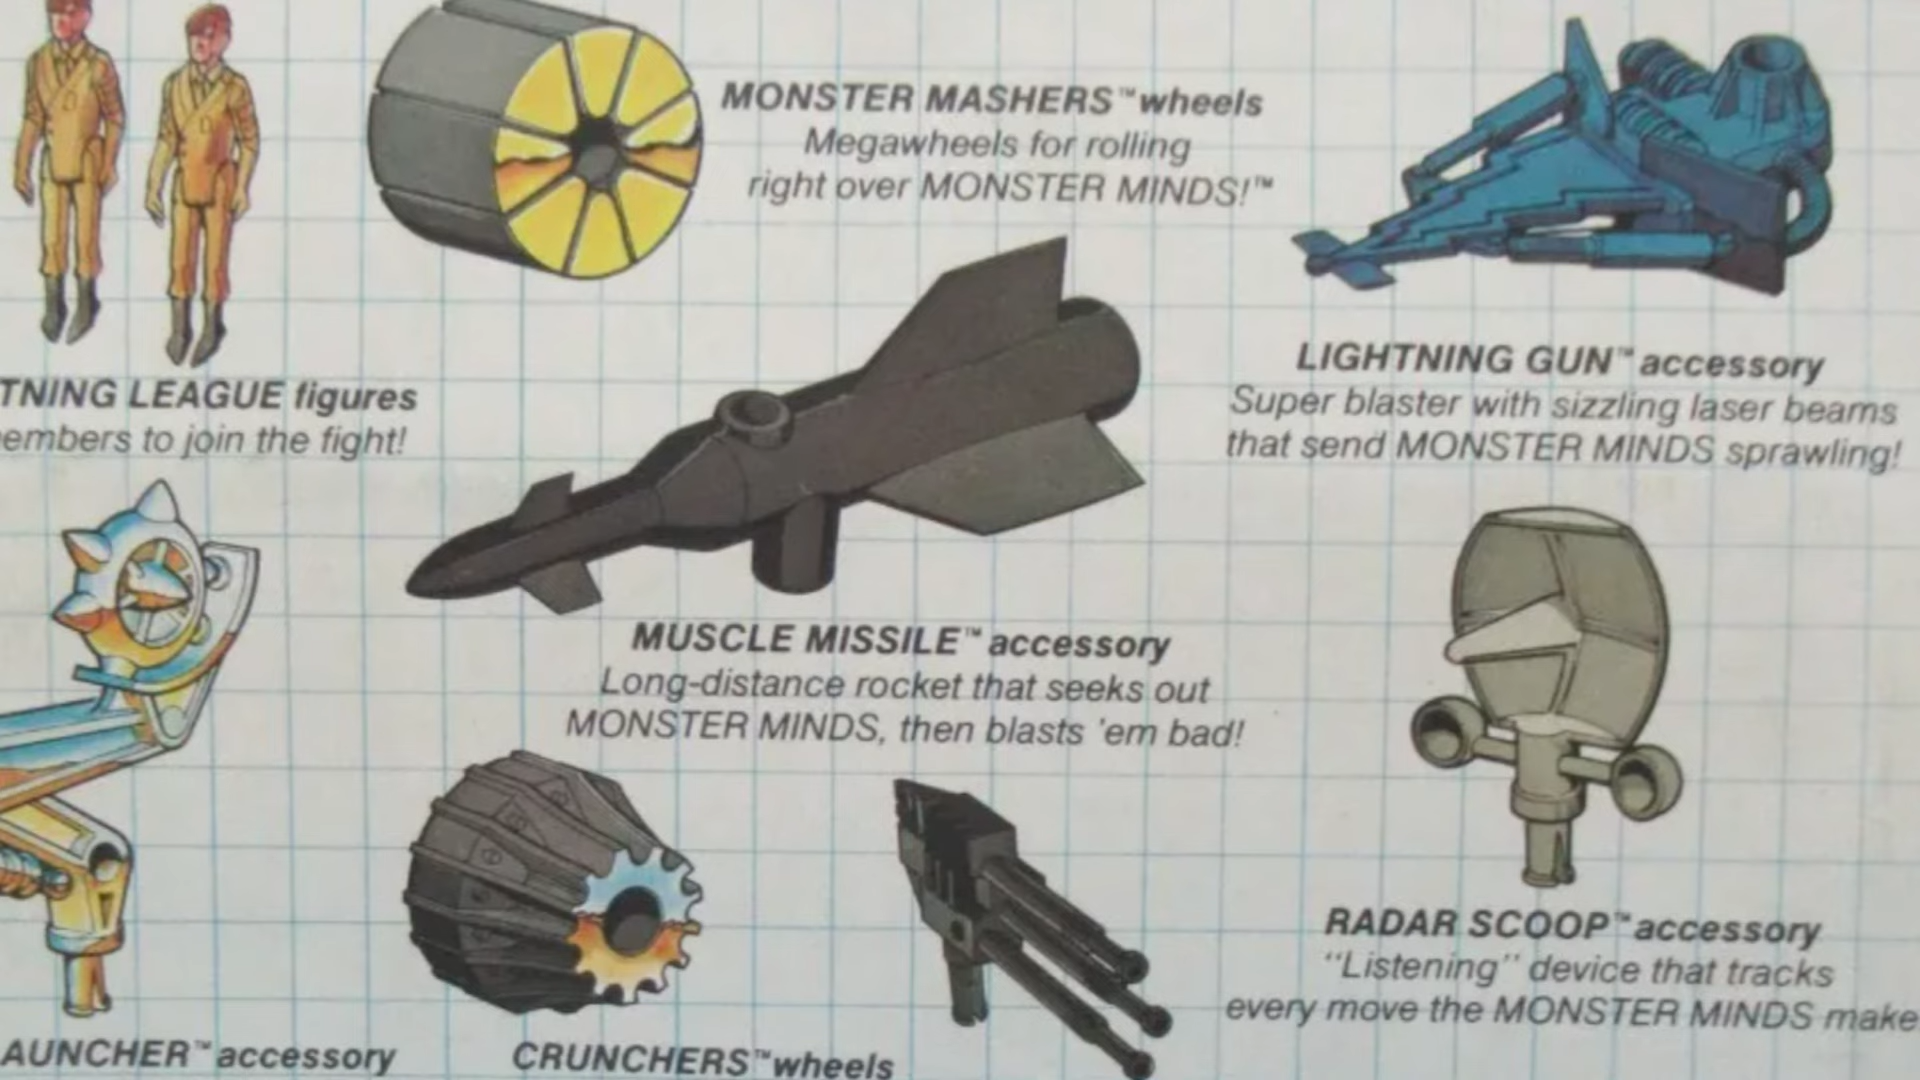 MONSTER MASHERS™ wheels
Megawheels for rolling
right over MONSTER MINDS!™
TNING LEAGUE figures
embers to join the fight!
LIGHTNING GUN™ accessory
Super blaster with sizzling laser beams
that send MONSTER MINDS sprawling!
MUSCLE MISSILE™ accessory
Long-distance rocket that seeks out
MONSTER MINDS, then blasts 'em bad!
RADAR SCOOP™ accessory
"Listening" device that tracks
every move the MONSTER MINDS make
AUNCHER™ accessory
CRUNCHERS™ wheels